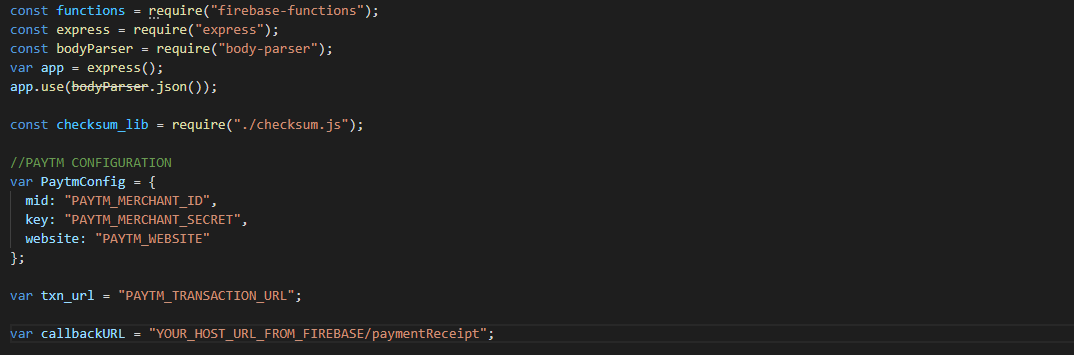 const functions = require("firebase-functions");
const express = require("express");
const bodyParser = require("body-parser");
var app = express();
app.use(bodyParser.json());
const checksum_lib = require("./checksum.js");
//PAYTM CONFIGURATION
var PaytmConfig = {
  mid: "PAYTM_MERCHANT_ID",
  key: "PAYTM_MERCHANT_SECRET",
  website: "PAYTM_WEBSITE"
};
var txn_url = "PAYTM_TRANSACTION_URL";
var callbackURL = "YOUR_HOST_URL_FROM_FIREBASE/paymentReceipt";